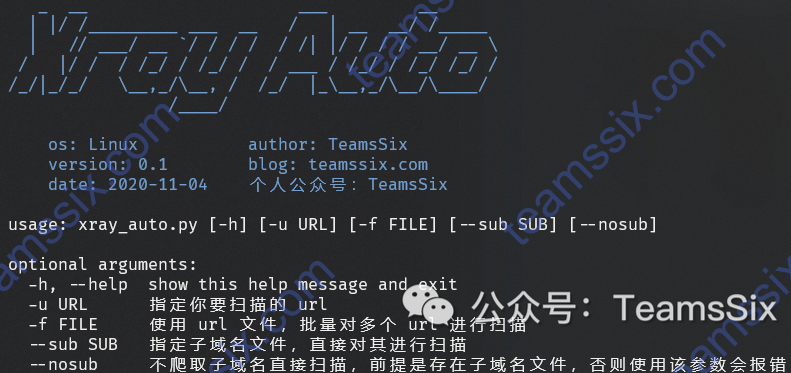 Xray Auto
os: Linux author: TeamsSix
version: 0.1 blog: teamssix.com
date: 2020-11-04 个人公众号: TeamsSix
usage: xray_auto.py [-h] [-u URL] [-f FILE] [--sub SUB] [--nosub]
optional arguments:
-h, --help show this help message and exit
-u URL 指定你要扫描的 url
-f FILE 使用 url 文件, 批量对多个 url 进行扫描
--sub SUB 指定子域名文件, 直接对其进行扫描
--nosub 不爬取子域名直接扫描, 前提是存在子域名文件, 否则使用该参数会报错
公众号: TeamsSix
teamssix.com
teamssix.com
teamssix.com